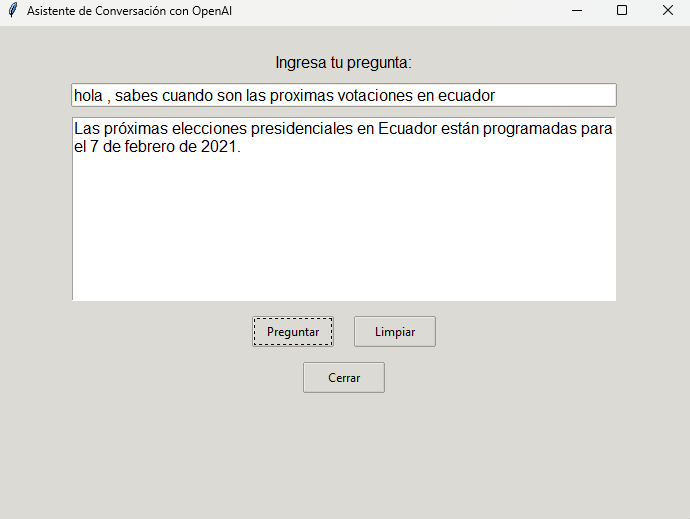 Asistente de Conversación con OpenAI
Ingresa tu pregunta:
hola , sabes cuando son las proximas votaciones en ecuador
Las próximas elecciones presidenciales en Ecuador están programadas para
el 7 de febrero de 2021.
Preguntar
Limpiar
Cerrar